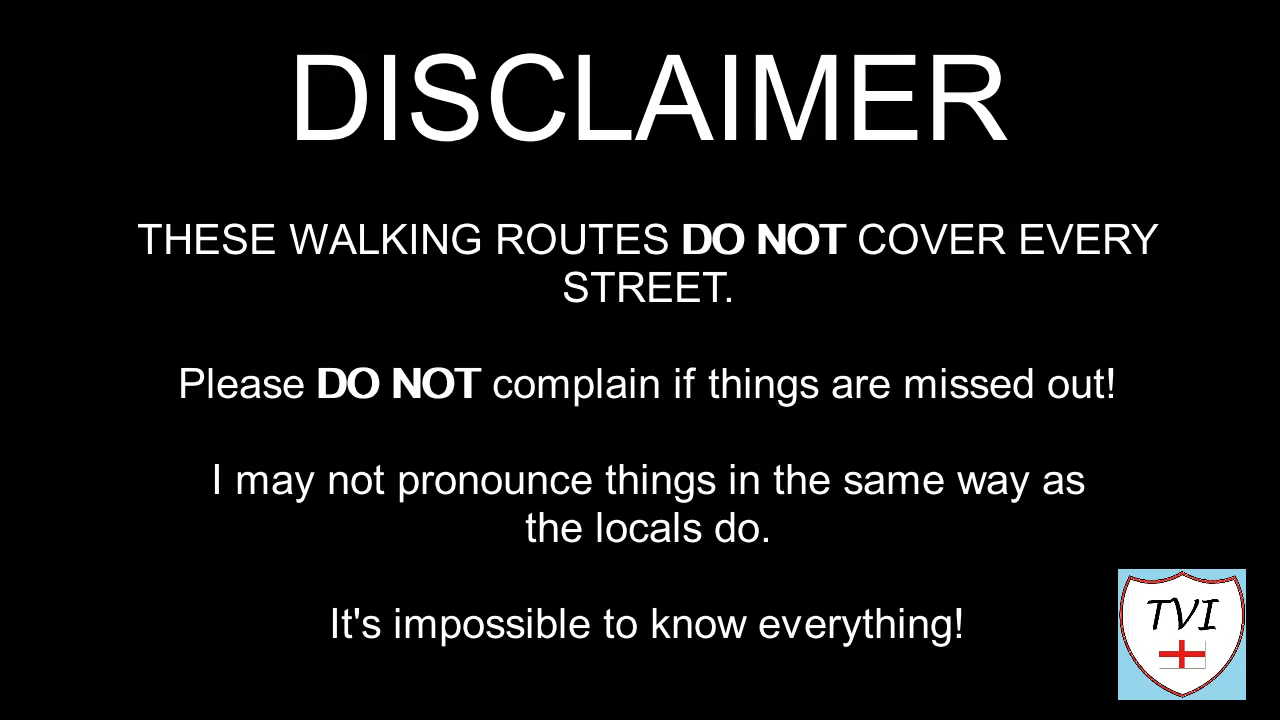 DISCLAIMER
THESE WALKING ROUTES DO NOT COVER EVERY
STREET.
Please DO NOT complain if things are missed out!
I may not pronounce things in the same way as
the locals do.
It's impossible to know everything!
TVI